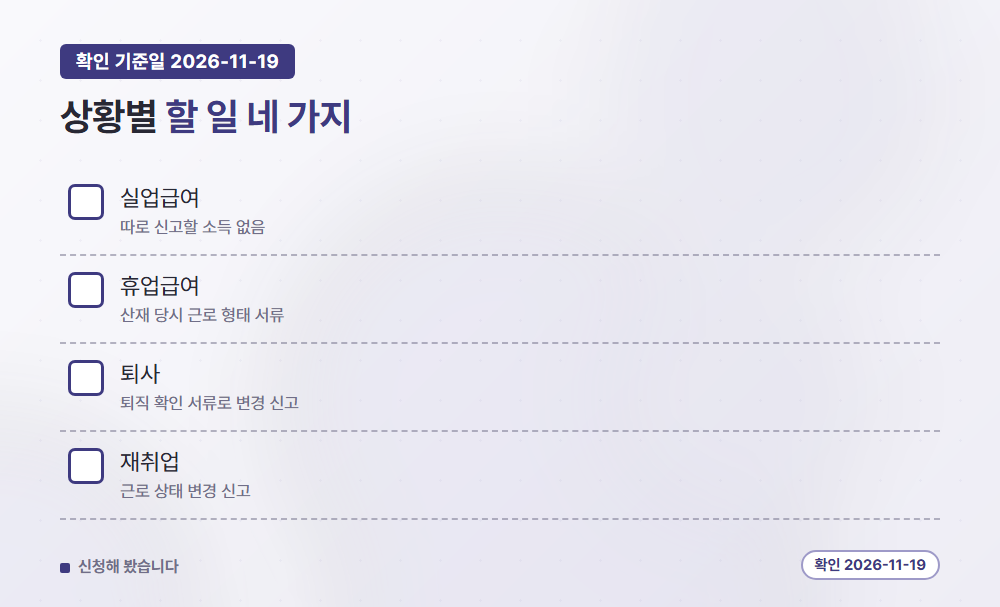 확인 기준일 2026-11-19
상황별 할 일 네 가지
실업급여
따로 신고할 소득 없음
휴업급여
산재 당시 근로 형태 서류
퇴사
퇴직 확인 서류로 변경 신고
재취업
근로 상태 변경 신고
신청해 봤습니다
확인 2026-11-19